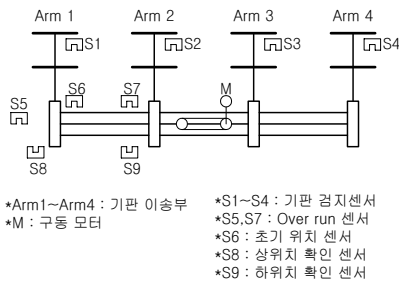 Arm 1 Arm 2 Arm 3 Arm 4
S1 S2 S3 S4
S6 S7 M
S5
S8 S9
*Arm1~Arm4 : 기판 이송부
*M : 구동 모터
*S1~S4 : 기판 검지센서
*S5,S7 : Over run 센서
*S6 : 초기 위치 센서
*S8 : 상위치 확인 센서
*S9 : 하위치 확인 센서